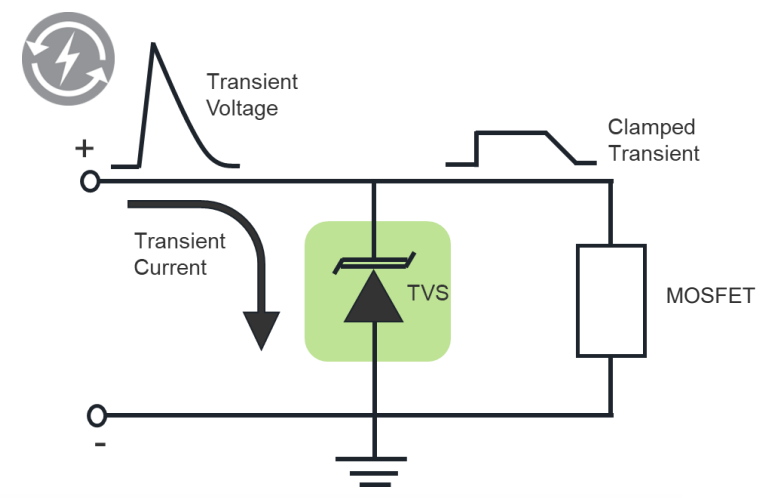 Transient
Voltage
Clamped
Transient
+
Transient
Current
TVS
MOSFET
-